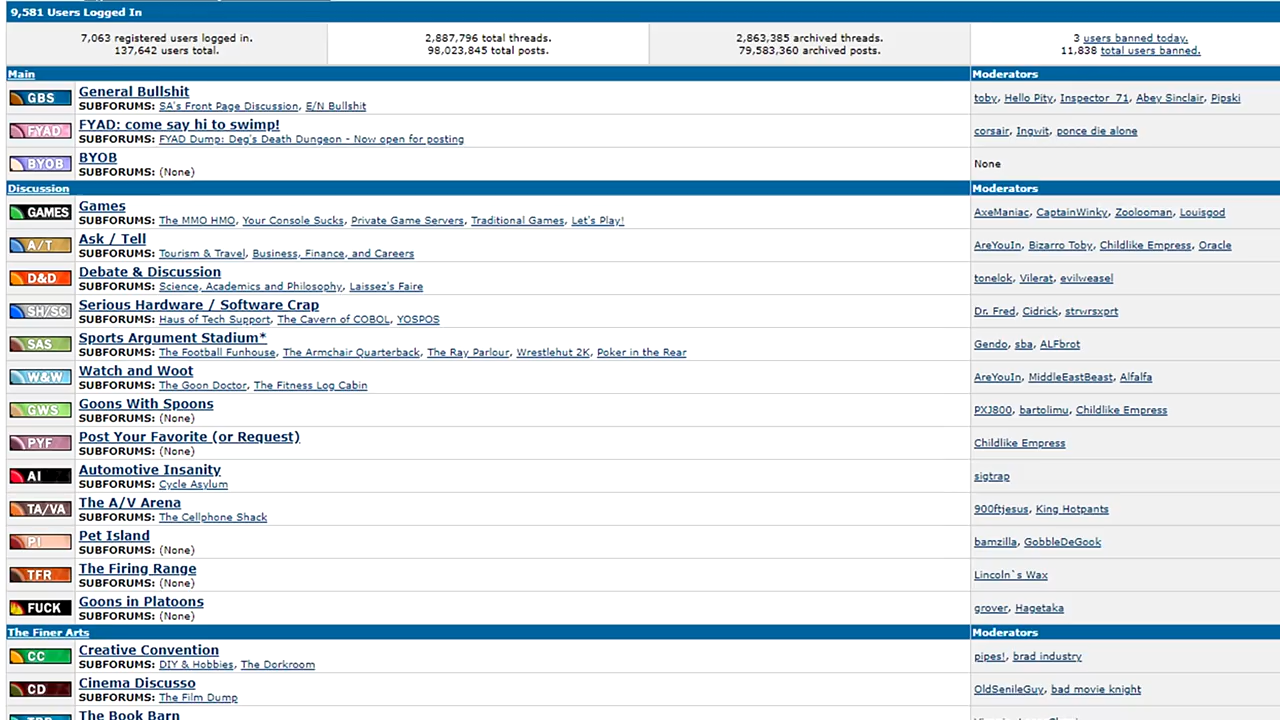 9,581 Users Logged In
7,063 registered users logged in.
137,642 users total.
2,887,796 total threads.
98,023,845 total posts.
2,863,385 archived threads.
79,583,360 archived posts.
3 users banned today.
11,838 total users banned.
Main Moderators
GBS General Bullshit
SUBFORUMS: SA's Front Page Discussion, E/N Bullshit
toby, Hello Pity, Inspector_71, Abey Sinclair, Pipski
FYAD FYAD: come say hi to swimp!
SUBFORUMS: FYAD Dump: Deg's Death Dungeon - Now open for posting
corsair, Ingwit, ponce die alone
BYOB BYOB
SUBFORUMS: (None)
None
Discussion Moderators
GAMES Games
SUBFORUMS: The MMO HMO, Your Console Sucks, Private Game Servers, Traditional Games, Let's Play!
AxeManiac, CaptainWinky, Zoolooman, Louisgod
A/T Ask / Tell
SUBFORUMS: Tourism & Travel, Business, Finance, and Careers
AreYouIn, Bizarro Toby, Childlike Empress, Oracle
D&D Debate & Discussion
SUBFORUMS: Science, Academics and Philosophy, Laissez's Faire
tonelok, Vilerat, evilweasel
SH/SC Serious Hardware / Software Crap
SUBFORUMS: Haus of Tech Support, The Cavern of COBOL, YOSPOS
Dr. Fred, Cidrick, strwrsxprt
SAS Sports Argument Stadium*
SUBFORUMS: The Football Funhouse, The Armchair Quarterback, The Ray Parlour, Wrestlehut 2K, Poker in the Rear
Gendo, sba, ALFbrot
W&W Watch and Woot
SUBFORUMS: The Goon Doctor, The Fitness Log Cabin
AreYouIn, MiddleEastBeast, Alfalfa
GWS Goons With Spoons
SUBFORUMS: (None)
PXJ800, bartolimu, Childlike Empress
PYF Post Your Favorite (or Request)
SUBFORUMS: (None)
Childlike Empress
AI Automotive Insanity
SUBFORUMS: Cycle Asylum
sigtrap
TA/VA The A/V Arena
SUBFORUMS: The Cellphone Shack
900ftjesus, King Hotpants
PI Pet Island
SUBFORUMS: (None)
bamzilla, GobbleDeGook
TFR The Firing Range
SUBFORUMS: (None)
Lincoln`s Wax
FUCK Goons in Platoons
SUBFORUMS: (None)
grover, Hagetaka
The Finer Arts Moderators
CC Creative Convention
SUBFORUMS: DIY & Hobbies, The Dorkroom
pipes!, brad industry
CD Cinema Discusso
SUBFORUMS: The Film Dump
OldSenileGuy, bad movie knight
The Book Barn